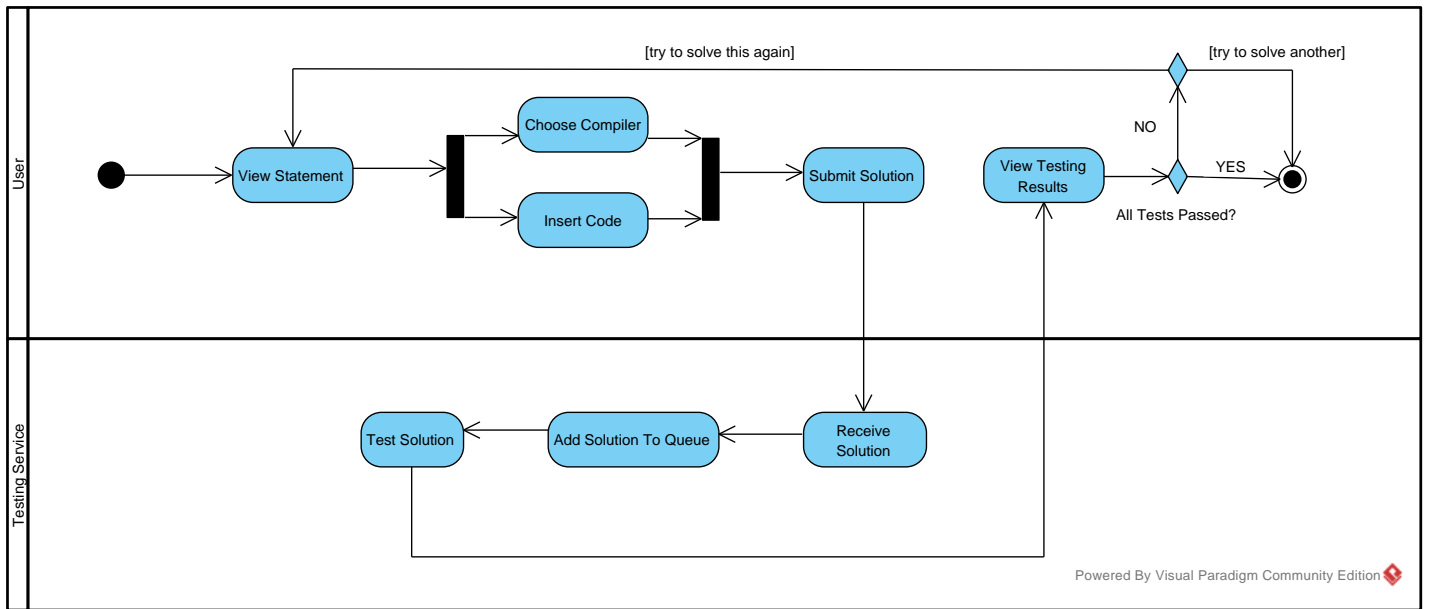 [try to solve this again]
[try to solve another]
User
Choose Compiler
NO
View Statement
Submit Solution
View Testing
Results
YES
Insert Code
All Tests Passed?
Testing Service
Test Solution
Add Solution To Queue
Receive
Solution
Powered By Visual Paradigm Community Edition